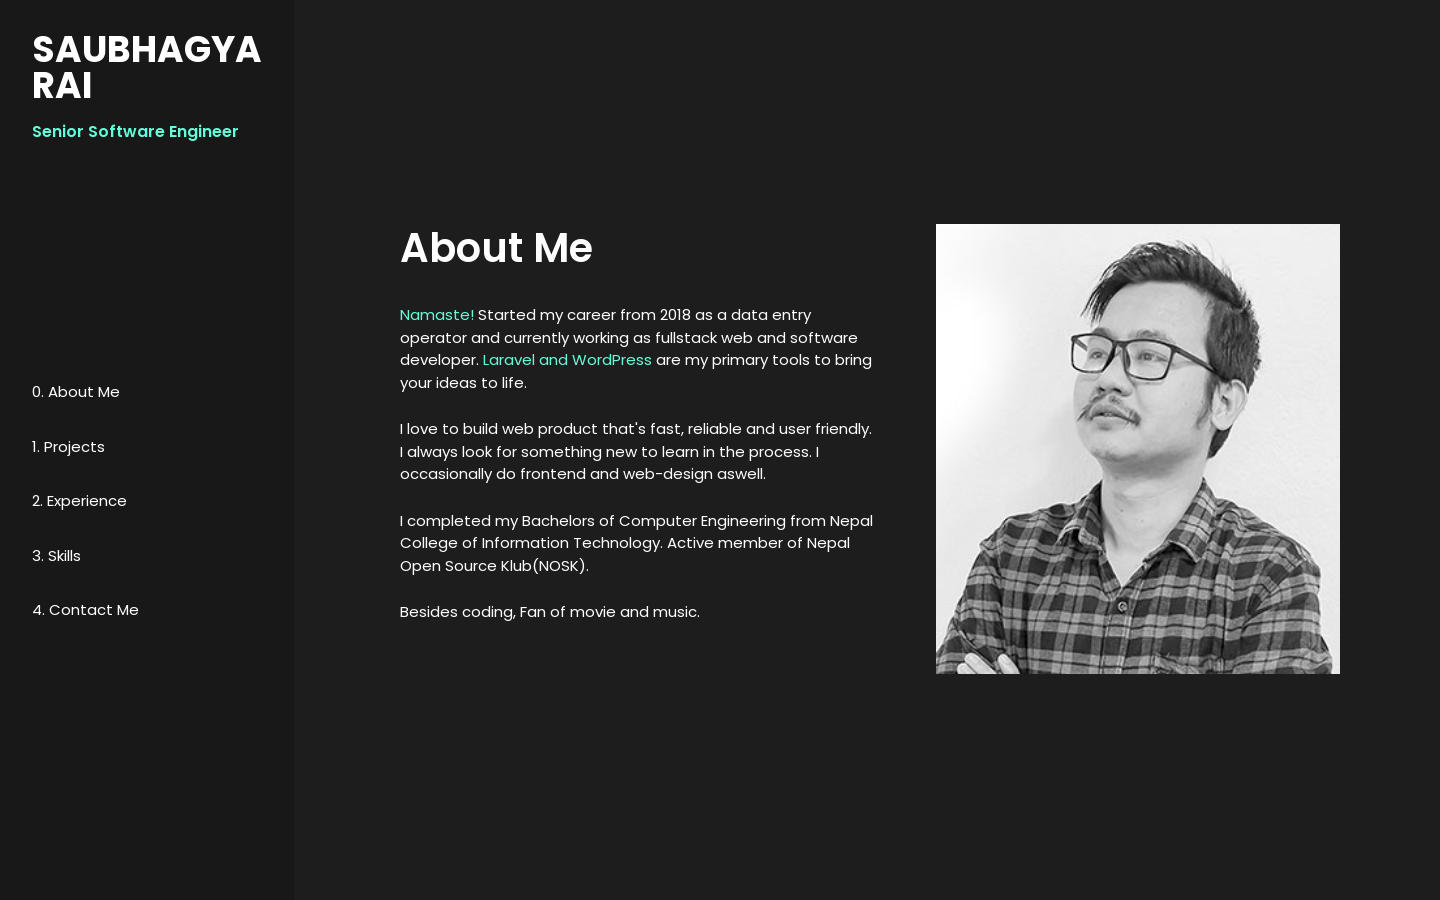 SAUBHAGYA
RAI
Senior Software Engineer
0. About Me
1. Projects
2. Experience
3. Skills
4. Contact Me
About Me
Namaste! Started my career from 2018 as a data entry
operator and currently working as fullstack web and software
developer. Laravel and WordPress are my primary tools to bring
your ideas to life.
I love to build web product that's fast, reliable and user friendly.
I always look for something new to learn in the process. I
occasionally do frontend and web-design aswell.
I completed my Bachelors of Computer Engineering from Nepal
College of Information Technology. Active member of Nepal
Open Source Klub(NOSK).
Besides coding, Fan of movie and music.